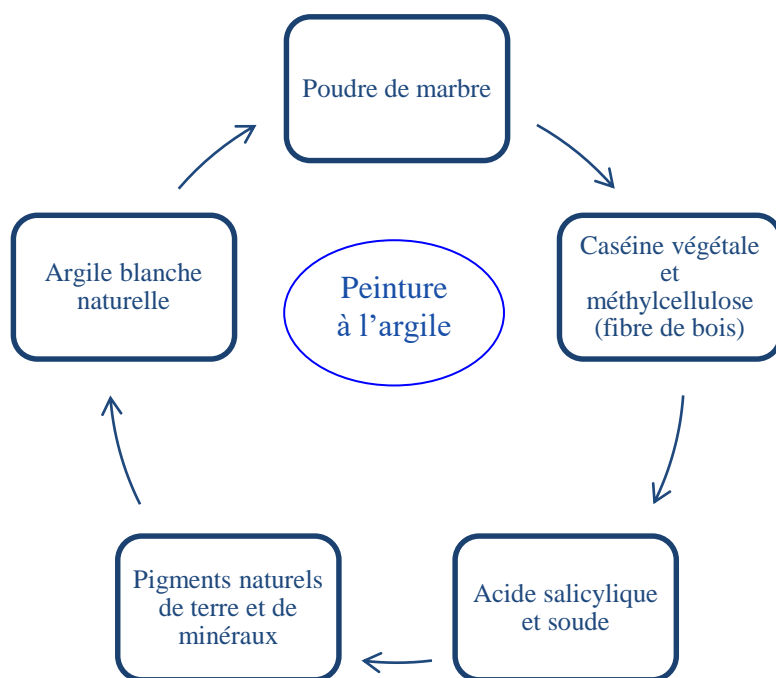 Poudre de marbre
Caséine végétale
et
méthylcellulose
(fibre de bois)
Argile blanche
naturelle
Peinture
à l’argile
Pigments naturels
de terre et de
minéraux
Acide salicylique
et soude